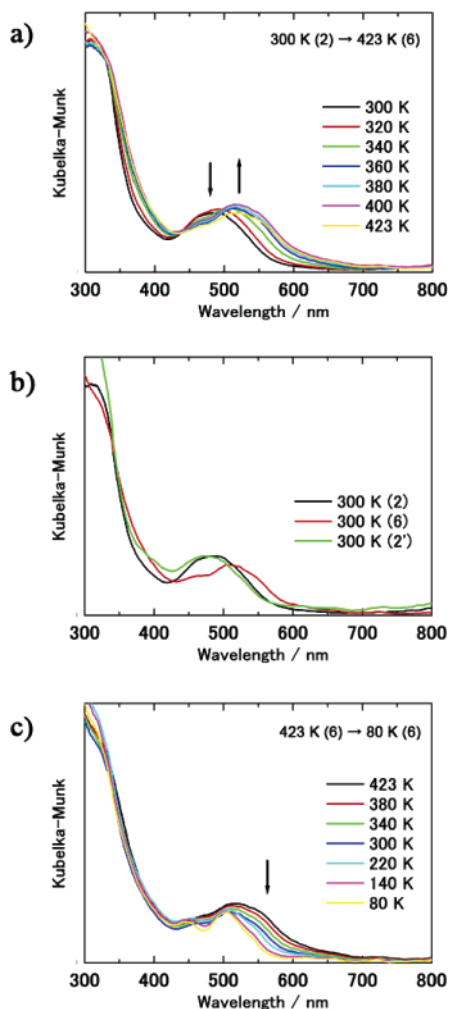 a)
300 K (2) → 423 K (6)
300 K
320 K
340 K
360 K
380 K
400 K
423 K
Kubelka-Munk
300 400 500 600 700 800
Wavelength / nm
b)
300 K (2)
300 K (6)
300 K (2')
Kubelka-Munk
300 400 500 600 700 800
Wavelength / nm
c)
423 K (6) → 80 K (6)
423 K
380 K
340 K
300 K
220 K
140 K
80 K
Kubelka-Munk
300 400 500 600 700 800
Wavelength / nm